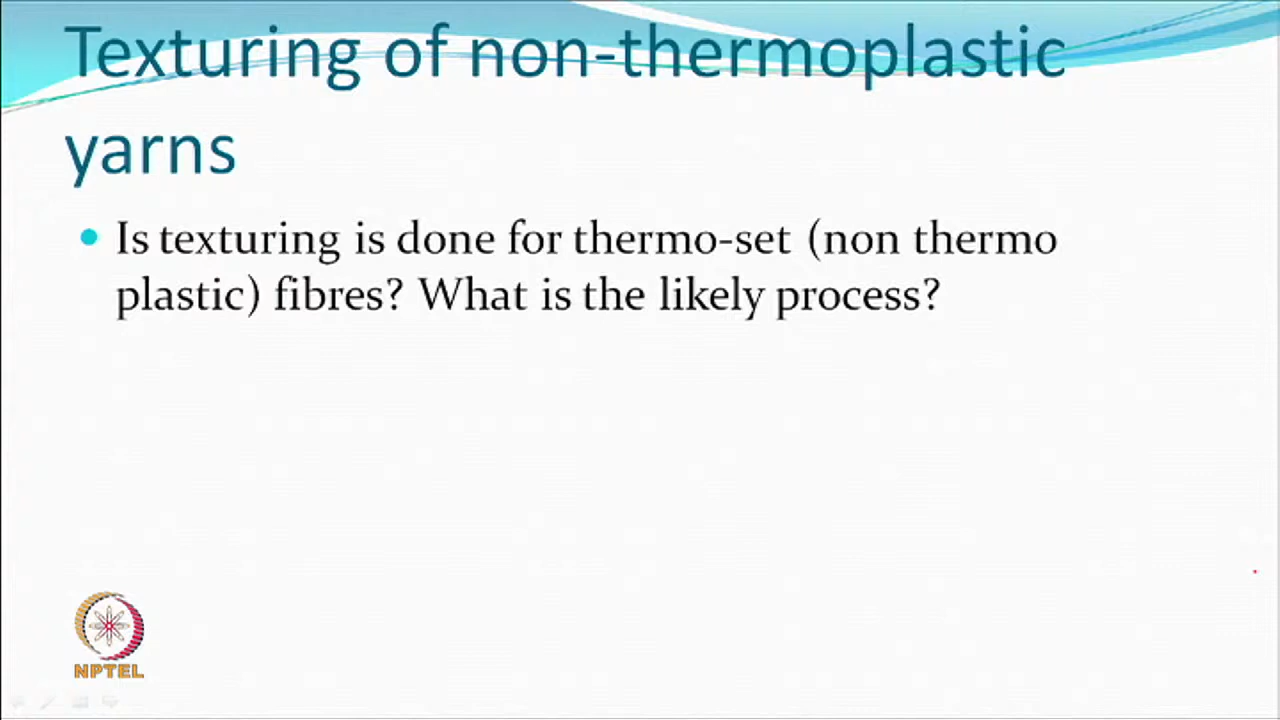 Texturing of non-thermoplastic
yarns
Is texturing is done for thermo-set (non thermo
plastic) fibres? What is the likely process?
NPTEL